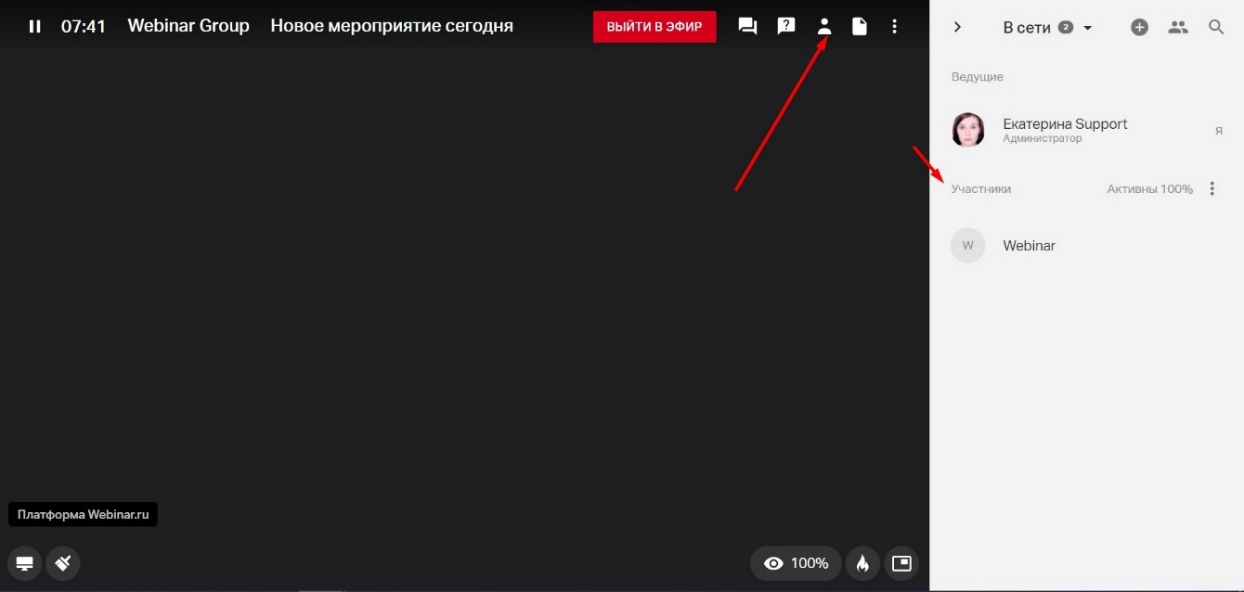 07:41 Webinar Group Новое мероприятие сегодня ВЫЙТИ В ЭФИР ?
В сети 2
Ведущие
Екатерина Support
Администратор
Я
Участники Активны 100%
W Webinar
Платформа Webinar.ru
100%